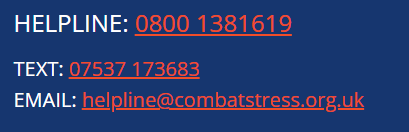 HELPLINE: 0800 1381619
TEXT: 07537 173683
EMAIL: helpline@combatstress.org.uk